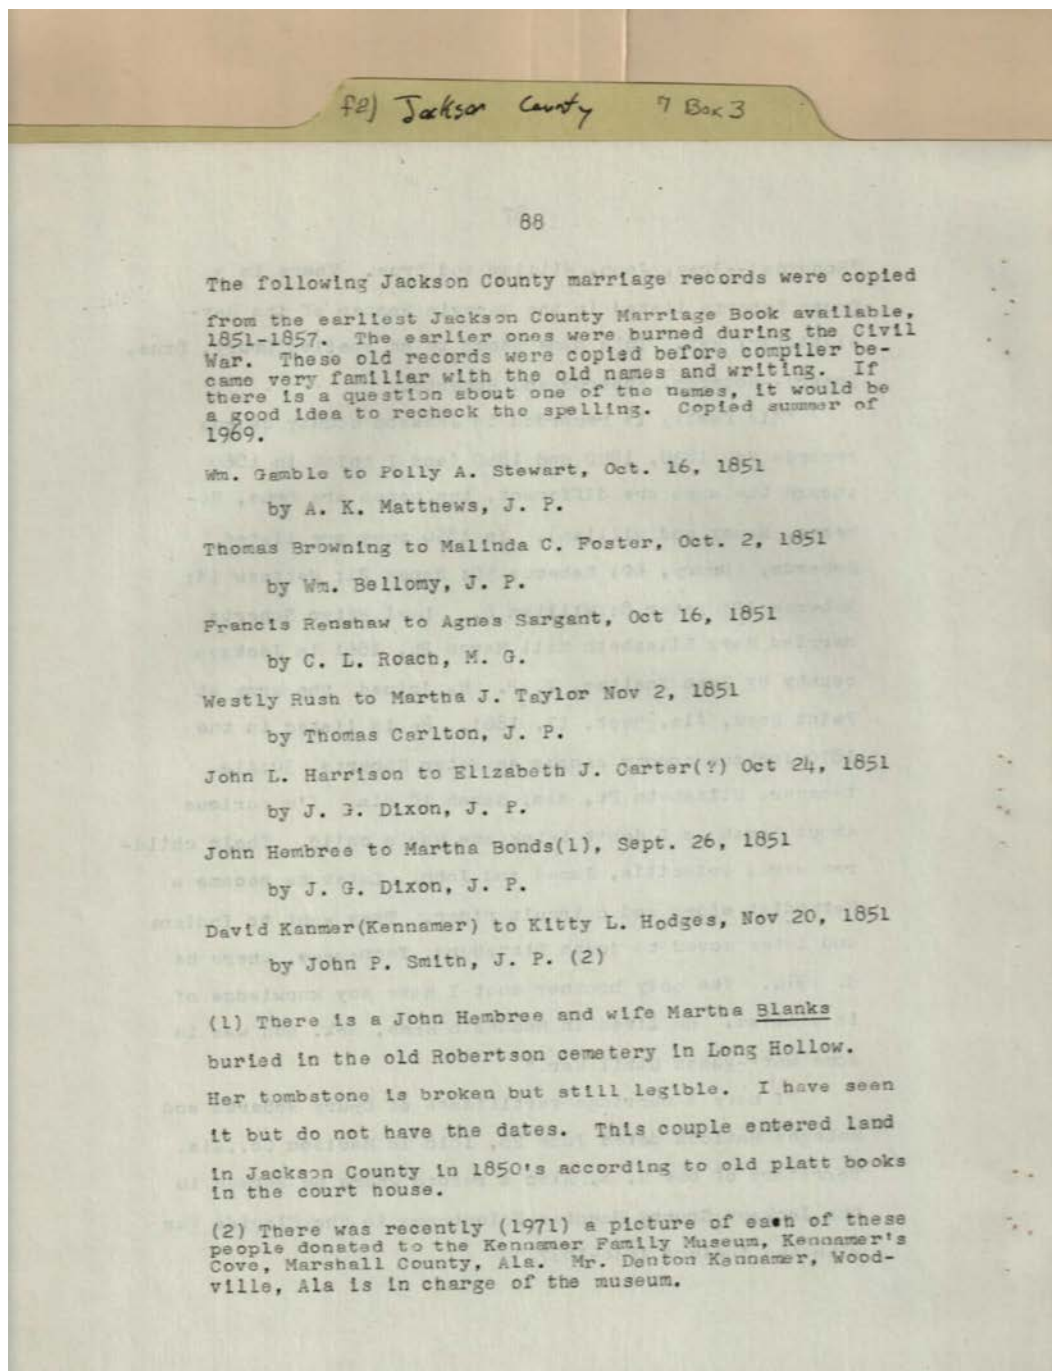 f2) Jackson County 7 Box 3
88
The following Jackson County marriage records were copied
from the earliest Jackson County Marriage Book available,
1851-1857. The earlier ones were burned during the Civil
War. These old records were copied before compiler be-
came very familiar with the old names and writing. If
there is a question about one of the names, it would be
a good idea to recheck the spelling. Copied summer of
1969.
Wm. Gamble to Polly A. Stewart, Oct. 16, 1851
by A. K. Matthews, J. P.
Thomas Browning to Malinda C. Foster, Oct. 2, 1851
by Wm. Bellomy, J. P.
Francis Renshaw to Agnes Sargant, Oct 16, 1851
by C. L. Roach, M. G.
Westly Rush to Martha J. Taylor Nov 2, 1851
by Thomas Carlton, J. P.
John L. Harrison to Elizabeth J. Carter(?) Oct 24, 1851
by J. G. Dixon, J. P.
John Hembree to Martha Bonds(1), Sept. 26, 1851
by J. G. Dixon, J. P.
David Kanmer(Kennamer) to Kitty L. Hodges, Nov 20, 1851
by John P. Smith, J. P. (2)
(1) There is a John Hembree and wife Martha Blanks
buried in the old Robertson cemetery in Long Hollow.
Her tombstone is broken but still legible. I have seen
it but do not have the dates. This couple entered land
in Jackson County in 1850's according to old platt books
in the court house.
(2) There was recently (1971) a picture of each of these
people donated to the Kennamer Family Museum, Kennamer's
Cove, Marshall County, Ala. Mr. Denton Kennamer, Wood-
ville, Ala is in charge of the museum.